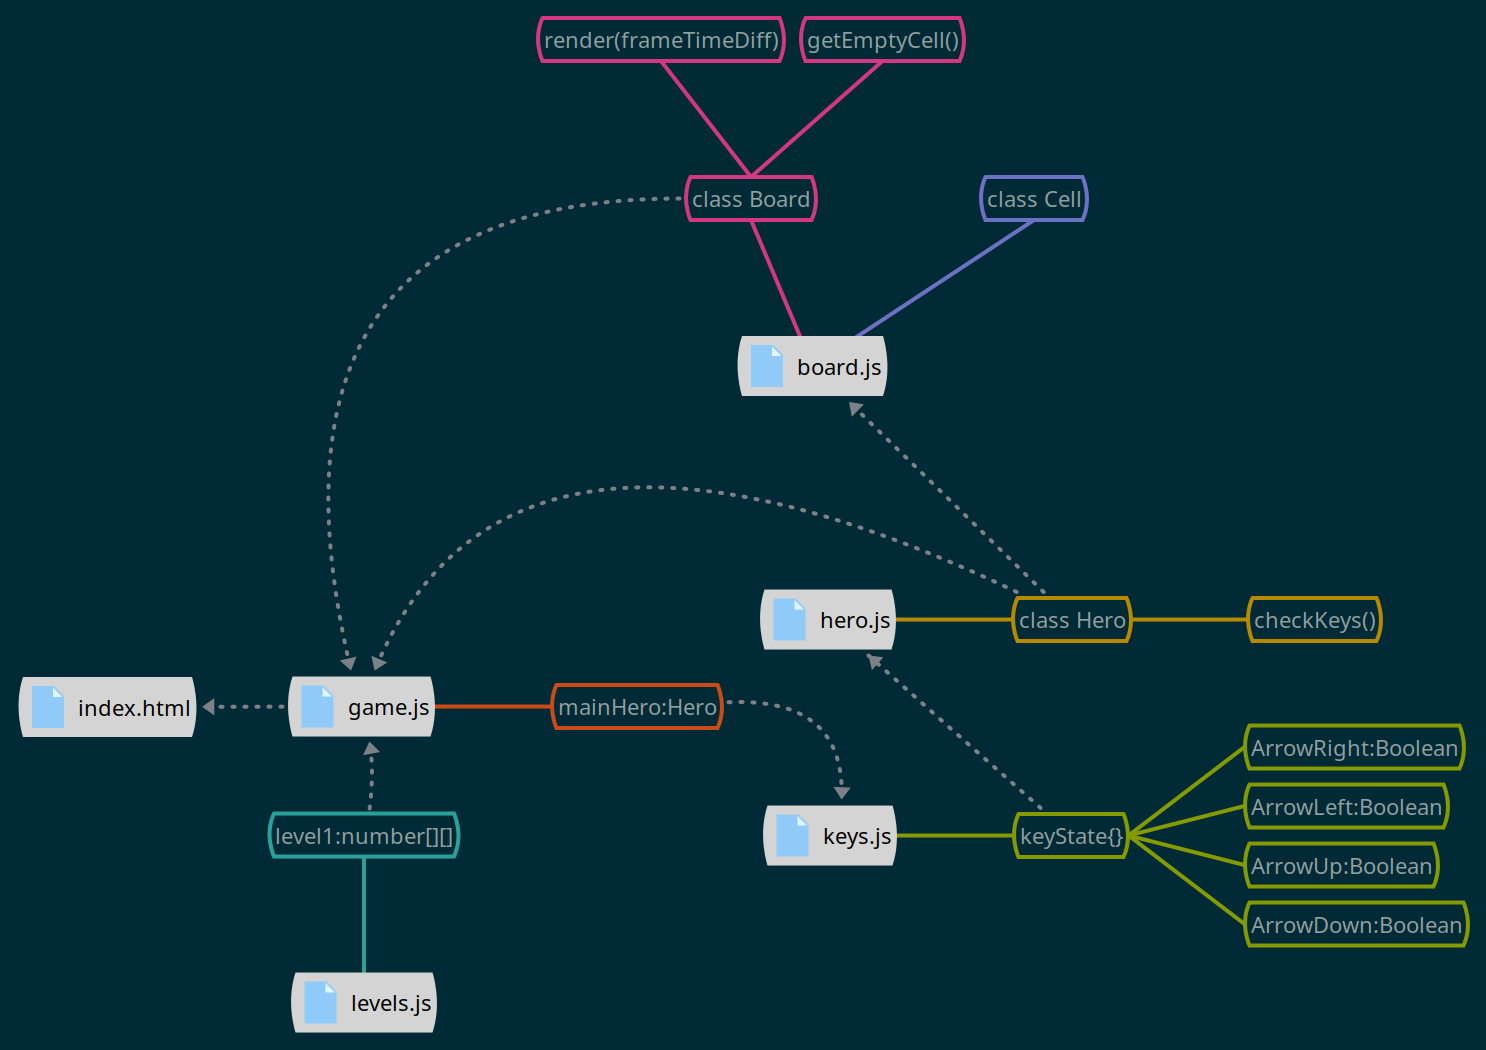 render(frameTimeDiff)
getEmptyCell()
class Board
class Cell
board.js
hero.js
class Hero
checkKeys()
index.html
game.js
mainHero:Hero
ArrowRight:Boolean
ArrowLeft:Boolean
level1:number[][]
keys.js
keyState{}
ArrowUp:Boolean
ArrowDown:Boolean
levels.js